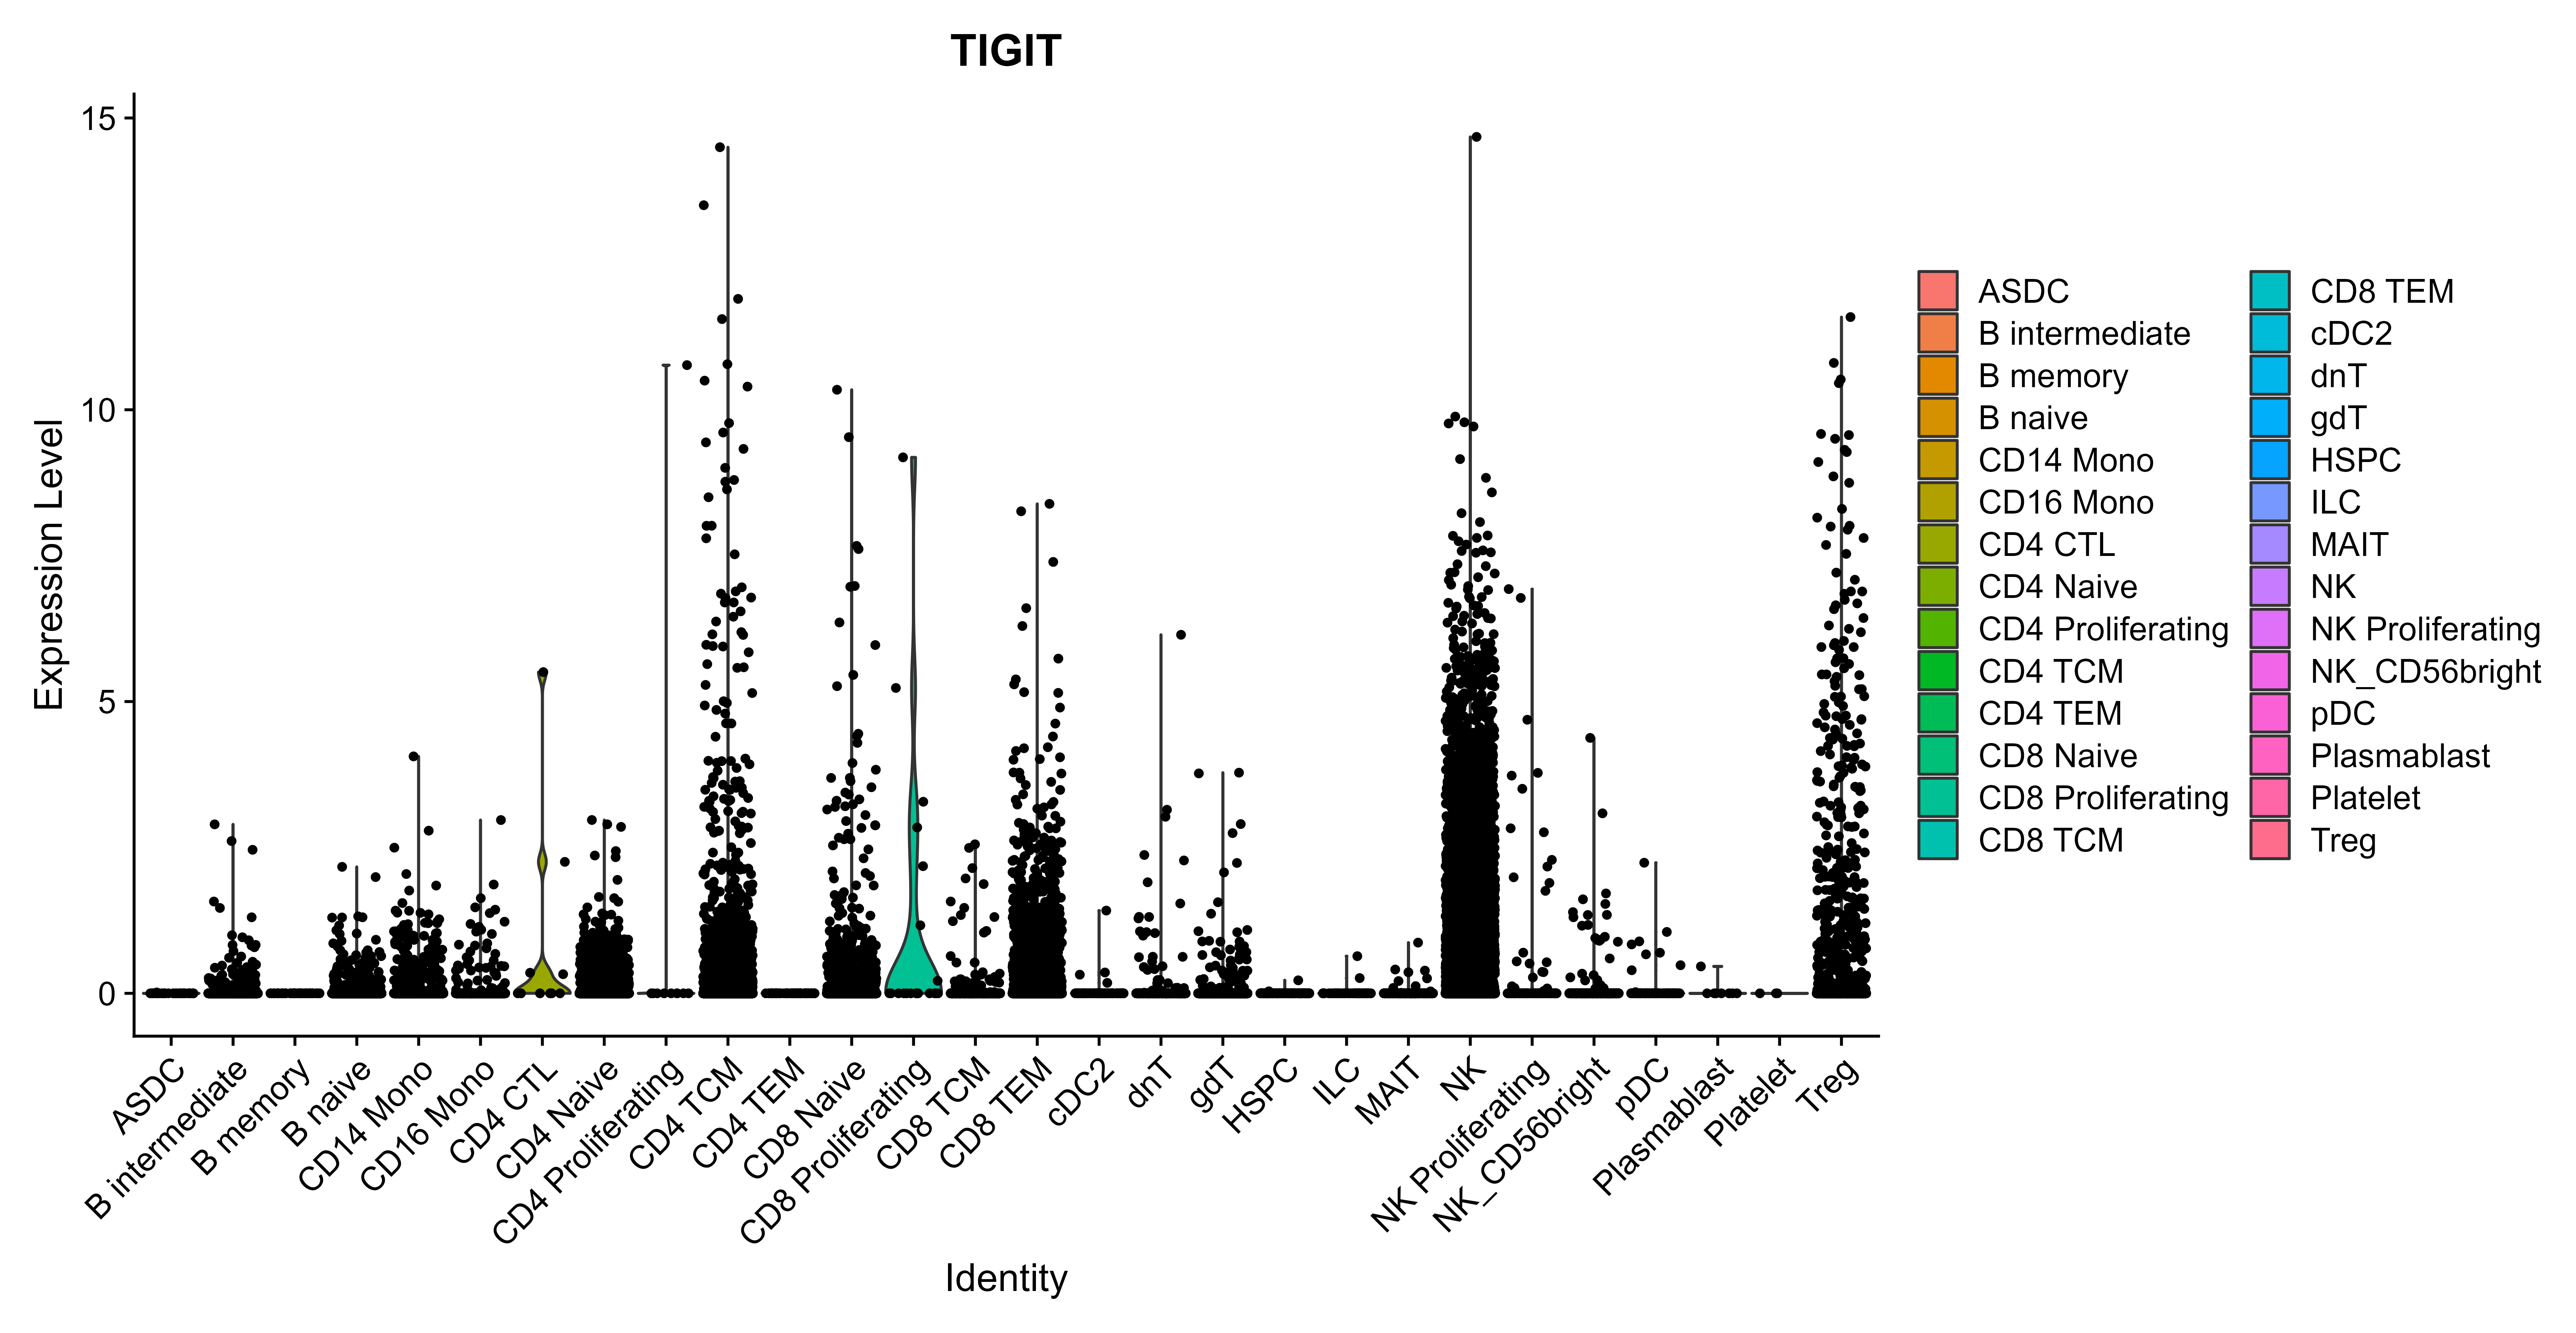 TIGIT
15
10
5
0
Expression Level
ASDC
B intermediate
B memory
B naive
CD14 Mono
CD16 Mono
CD4 CTL
CD4 Naive
CD4 Proliferating
CD4 TCM
CD4 TEM
CD8 Naive
CD8 Proliferating
CD8 TCM
CD8 TEM
cDC2
dnT
gdT
HSPC
ILC
MAIT
NK
NK Proliferating
NK_CD56bright
pDC
Plasmablast
Platelet
Treg
Identity
ASDC
B intermediate
B memory
B naive
CD14 Mono
CD16 Mono
CD4 CTL
CD4 Naive
CD4 Proliferating
CD4 TCM
CD4 TEM
CD8 Naive
CD8 Proliferating
CD8 TCM
CD8 TEM
cDC2
dnT
gdT
HSPC
ILC
MAIT
NK
NK Proliferating
NK_CD56bright
pDC
Plasmablast
Platelet
Treg